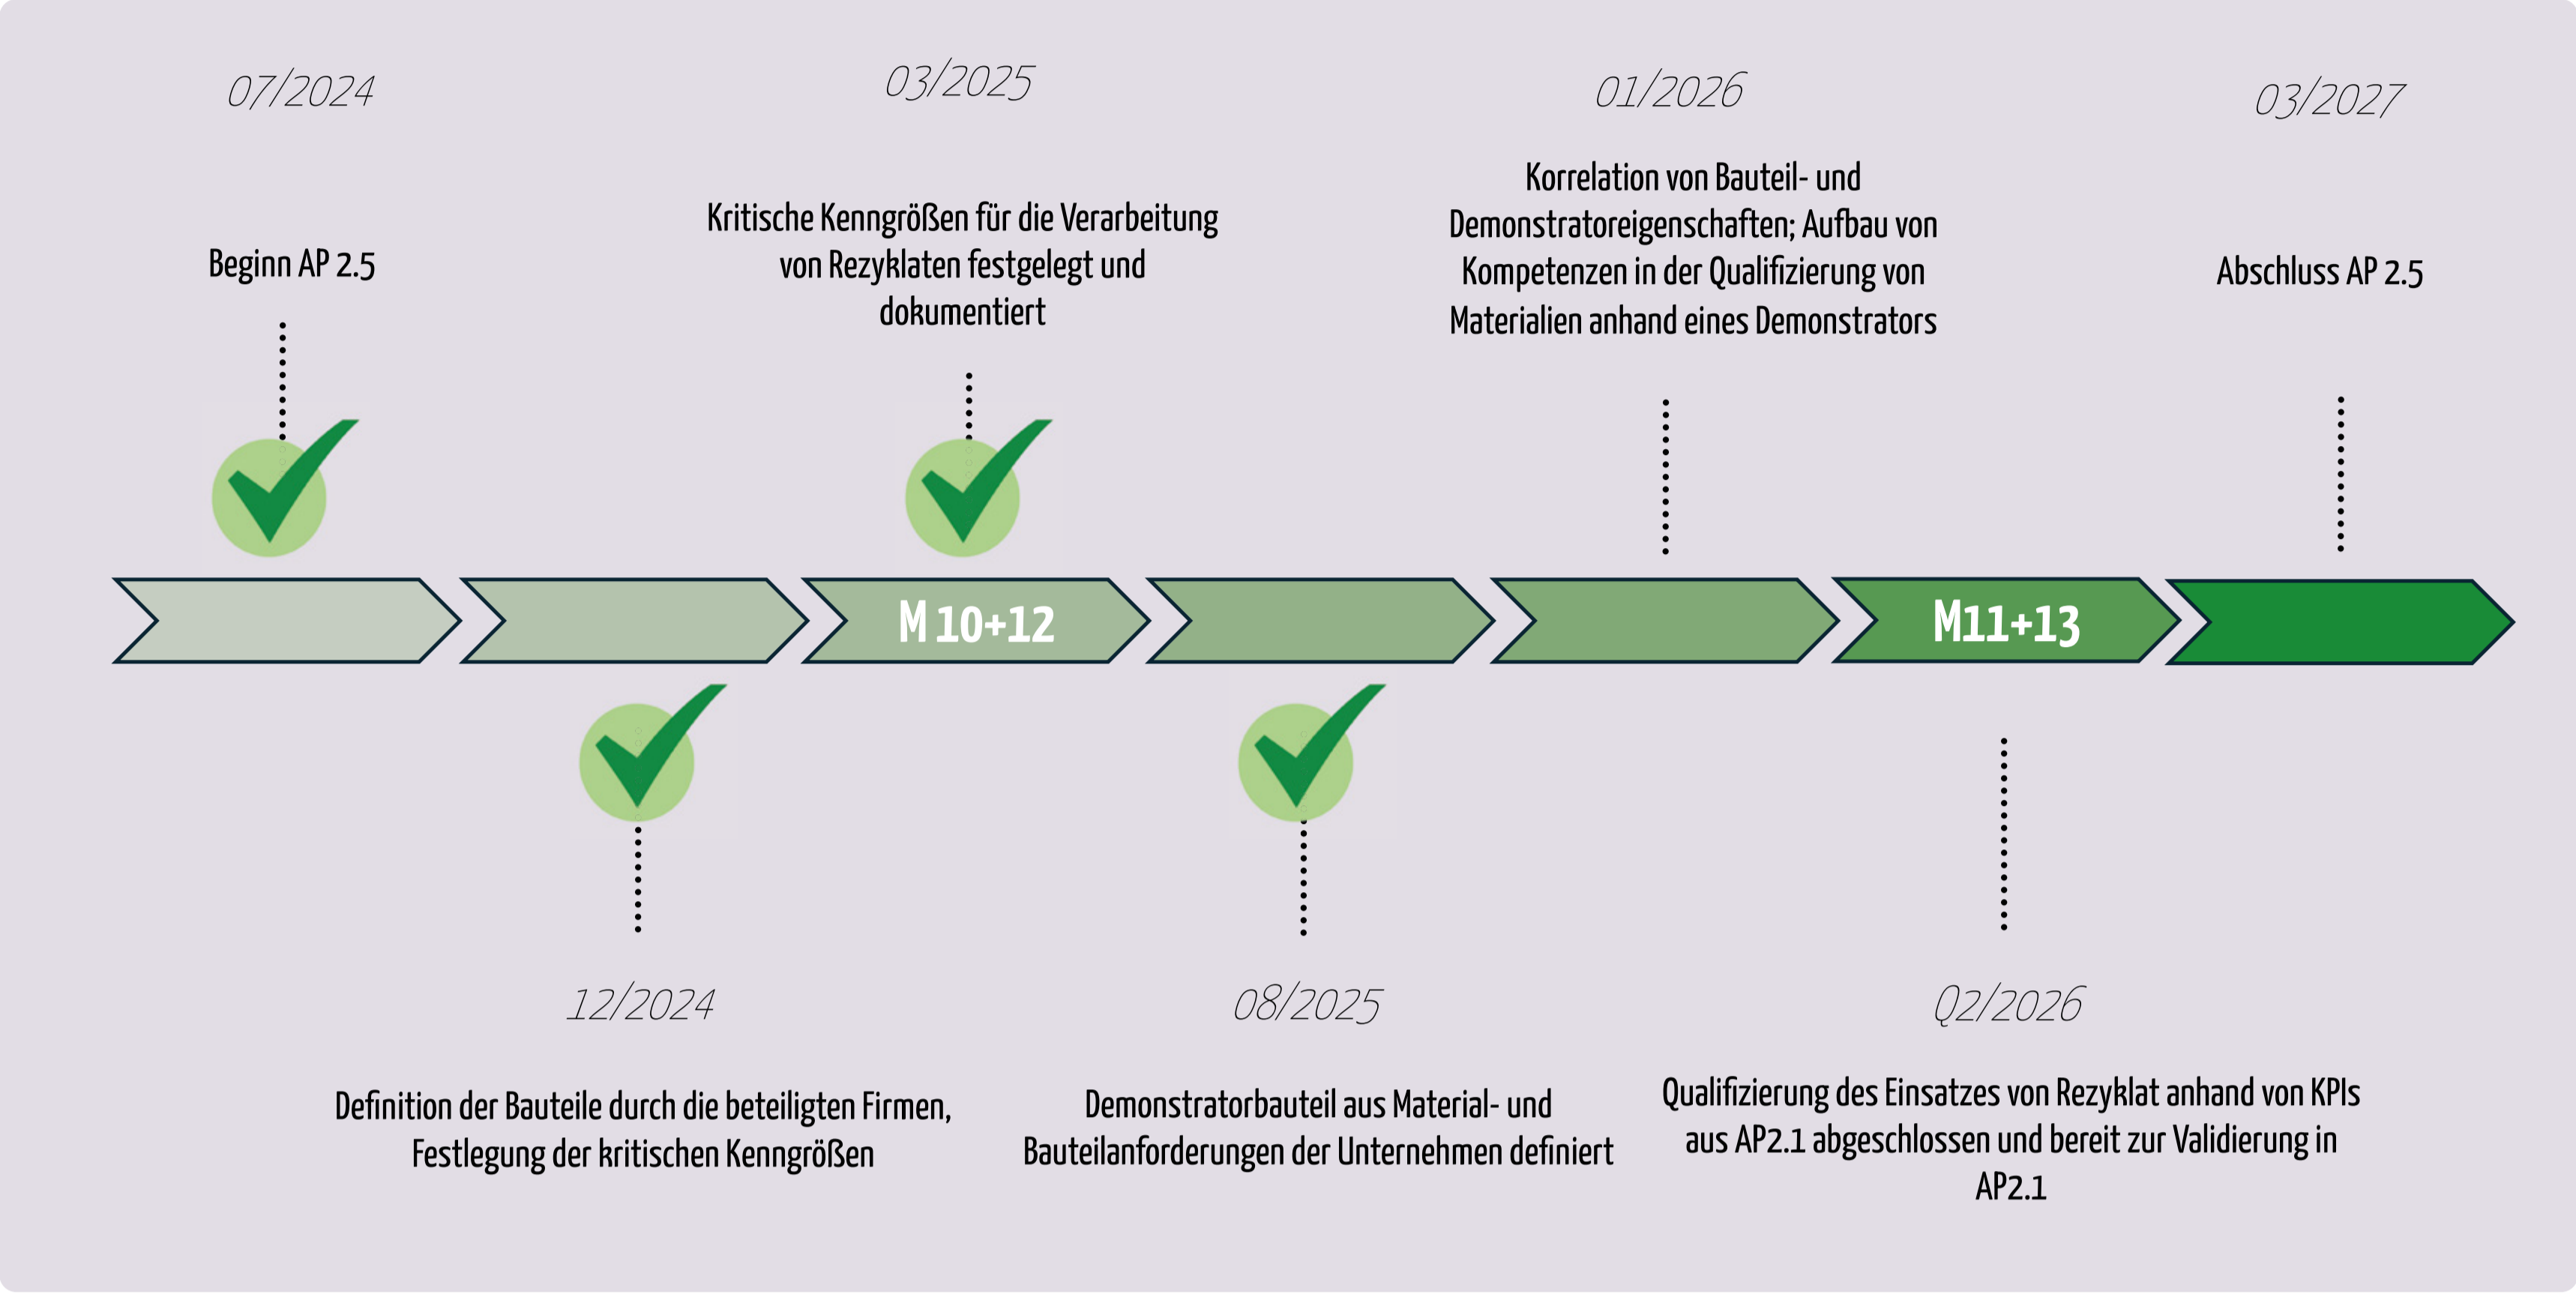 07/2024
Beginn AP 2.5
03/2025
Kritische Kenngrößen für die Verarbeitung
von Rezyklaten festgelegt und
dokumentiert
01/2026
Korrelation von Bauteil- und
Demonstratoreigenschaften; Aufbau von
Kompetenzen in der Qualifizierung von
Materialien anhand eines Demonstrators
03/2027
Abschluss AP 2.5
M 10+12
M11+13
12/2024
Definition der Bauteile durch die beteiligten Firmen,
Festlegung der kritischen Kenngrößen
08/2025
Demonstratorbauteil aus Material- und
Bauteilanforderungen der Unternehmen definiert
Q2/2026
Qualifizierung des Einsatzes von Rezyklat anhand von KPIs
aus AP2.1 abgeschlossen und bereit zur Validierung in
AP2.1